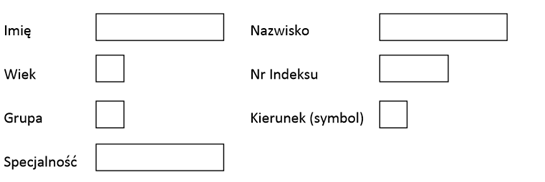 Imię Nazwisko
Wiek Nr Indeksu
Grupa Kierunek (symbol)
Specjalność